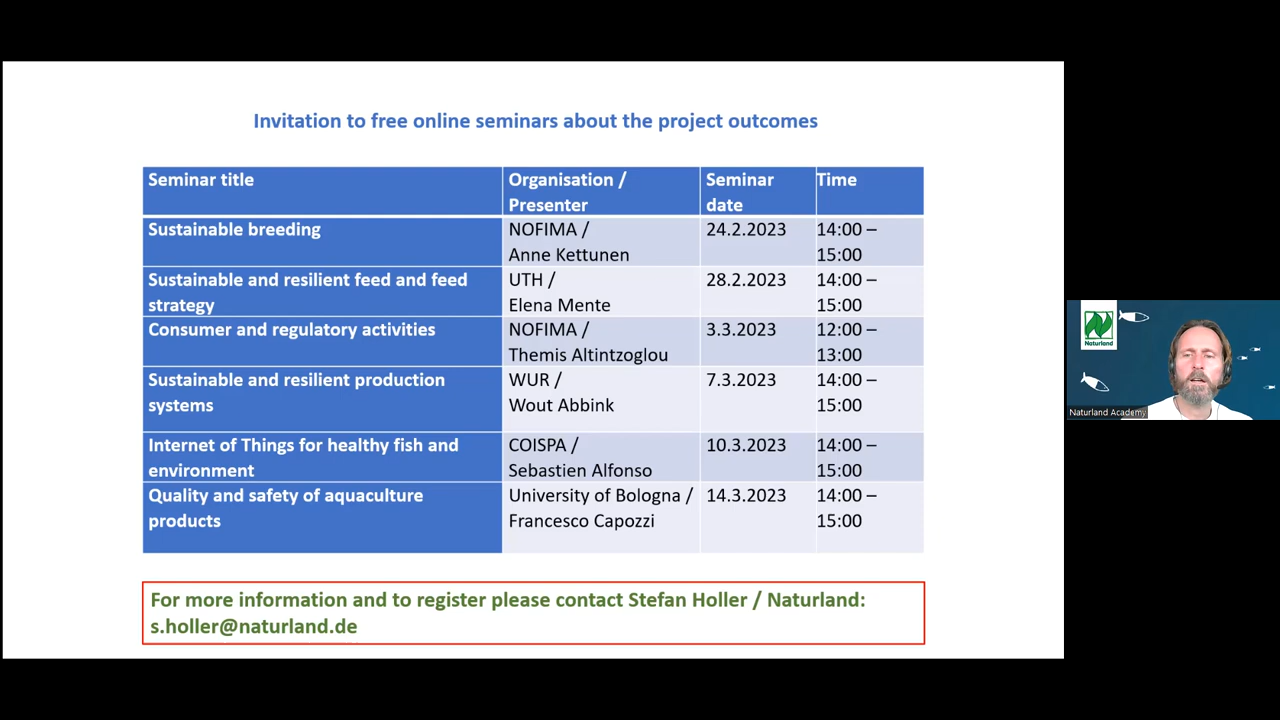 Invitation to free online seminars about the project outcomes
Seminar title
Organisation /
Presenter
Seminar
date
Time
Sustainable breeding
NOFIMA /
Anne Kettunen
24.2.2023
14:00 –
15:00
Sustainable and resilient feed and feed
strategy
UTH /
Elena Mente
28.2.2023
14:00 –
15:00
Consumer and regulatory activities
NOFIMA /
Themis Altintzoglou
3.3.2023
12:00 –
13:00
Sustainable and resilient production
systems
WUR /
Wout Abbink
7.3.2023
14:00 –
15:00
Internet of Things for healthy fish and
environment
COISPA /
Sebastien Alfonso
10.3.2023
14:00 –
15:00
Quality and safety of aquaculture
products
University of Bologna /
Francesco Capozzi
14.3.2023
14:00 –
15:00
For more information and to register please contact Stefan Holler / Naturland:
s.holler@naturland.de
Naturland
Naturland Academy